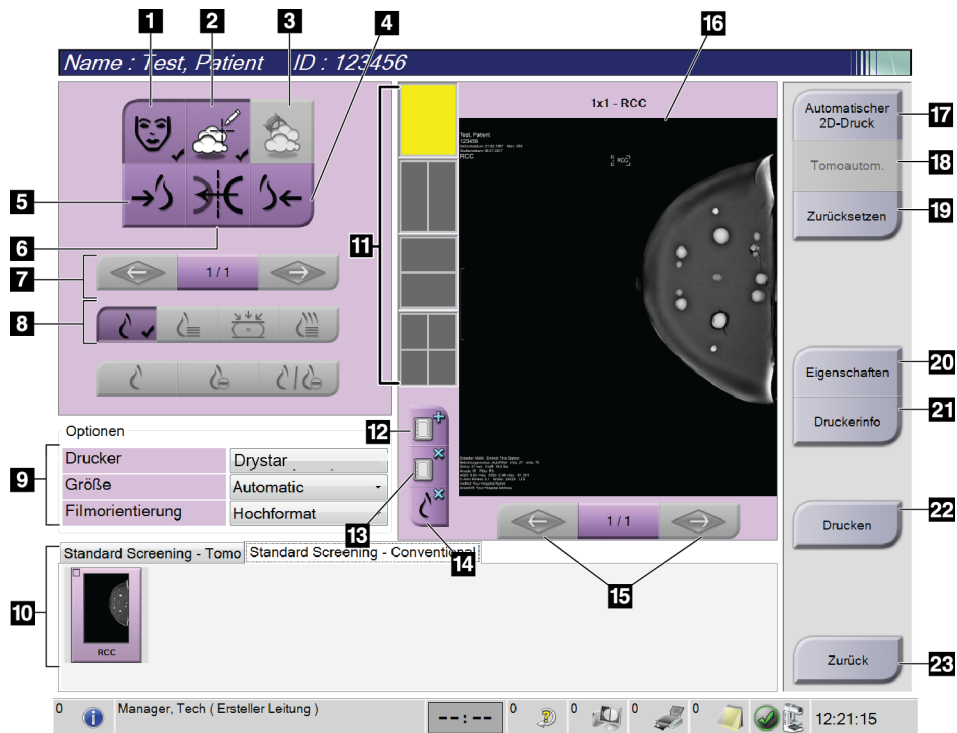 1
2
3
4
16
Name : Test, Patient ID : 123456
1x1 - RCC
Automatischer
2D-Druck
17
Tomoautom.
18
Zurücksetzen
19
Test, Patient
123456
RCC
RCC
5
6
11
7
1/1
8
Eigenschaften
20
Druckerinfo
21
12
Optionen
9
Drucker
Drystar
Größe
Automatic
Filmorientierung
Hochformat
13
14
1/1
15
Drucken
22
Standard Screening - Tomo
Standard Screening - Conventional
10
RCC
Zurück
23
0
Manager, Tech ( Ersteller Leitung )
--:--
0
0
0
0
12:21:15